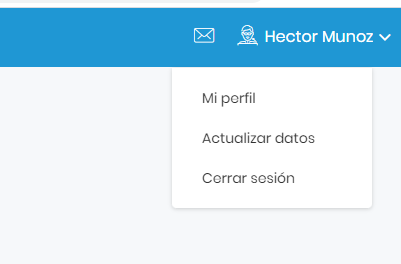 Hector Munoz
Mi perfil
Actualizar datos
Cerrar sesión